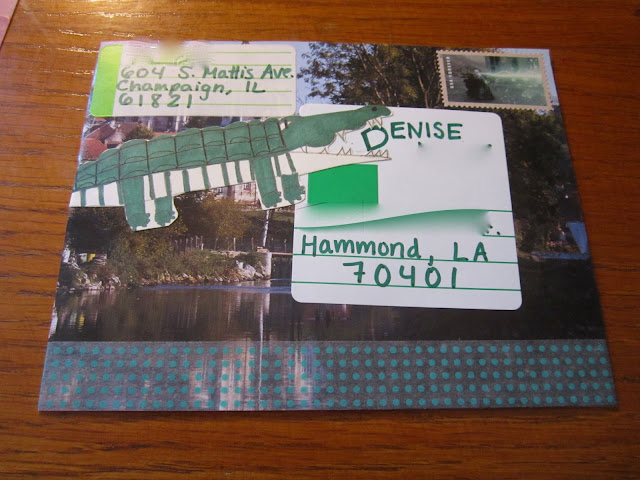 604 S. Mattis Ave.
Champaign, IL
61821
DENISE
Hammond, LA
70401